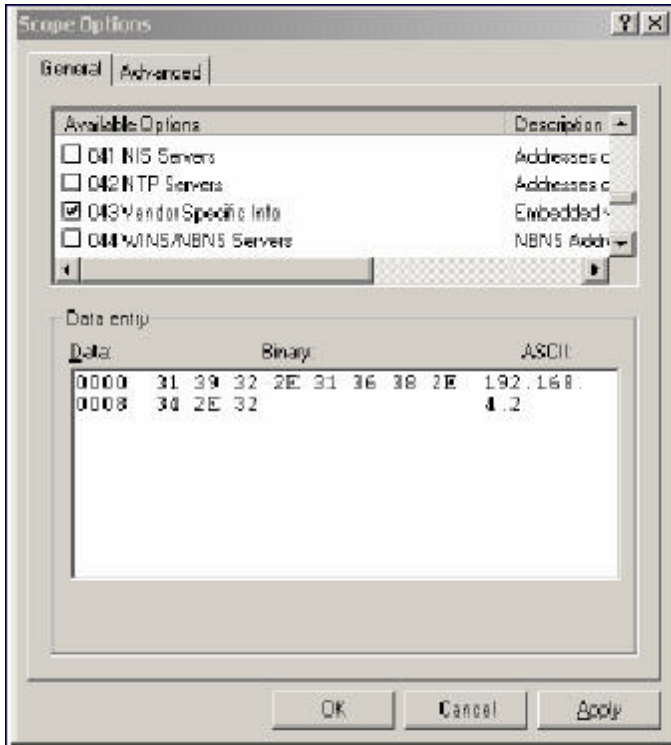 Scope Options
General Advanced
Available Options Description
041 NIS Servers Addresses c
042 NTP Servers Addresses c
043 Vendor Specific Info Embedded
044 WINS/NBNS Servers NBNS Addr
Data entry
Data: Binary: ASCII:
0000 31 39 32 2E 31 36 38 2E 192.168.
0008 34 2E 32 4.2
OK Cancel Apply